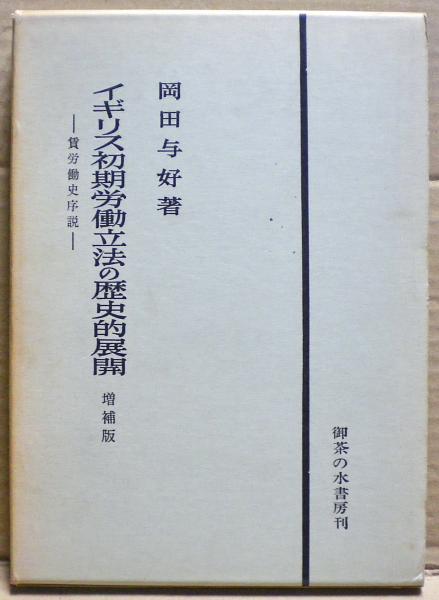 岡田与好著
イギリス初期労働立法の歴史的展開 増補版
―賃労働史序説―
御茶の水書房刊